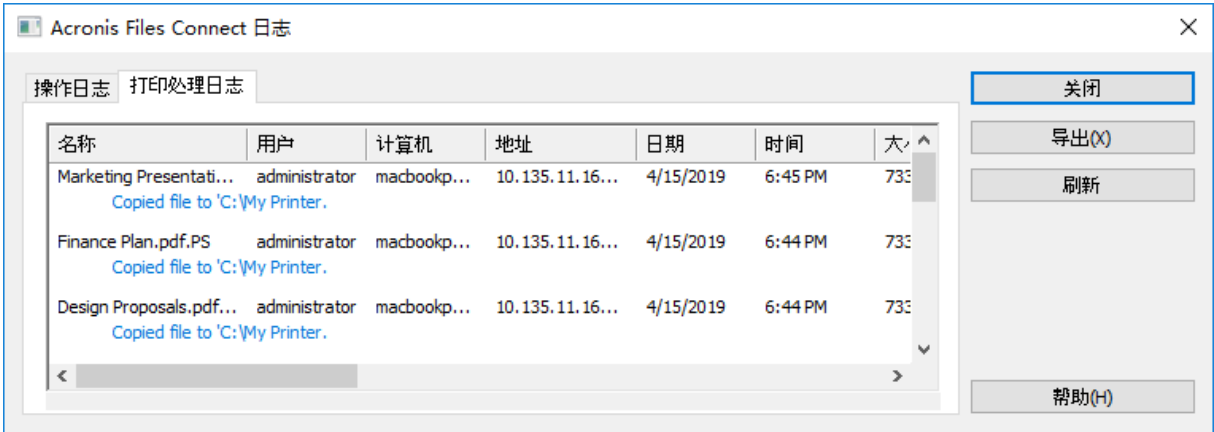 Acronis Files Connect 日志
操作日志 打印处理日志
关闭
名称 用户 计算机 地址 日期 时间
导出(X)
Marketing Presentati... administrator macbookp... 10.135.11.16... 4/15/2019 6:45 PM 733
刷新
Copied file to 'C:\My Printer.
Finance Plan.pdf.PS administrator macbookp... 10.135.11.16... 4/15/2019 6:44 PM 733
Copied file to 'C:\My Printer.
Design Proposals.pdf... administrator macbookp... 10.135.11.16... 4/15/2019 6:44 PM 733
Copied file to 'C:\My Printer.
帮助(H)